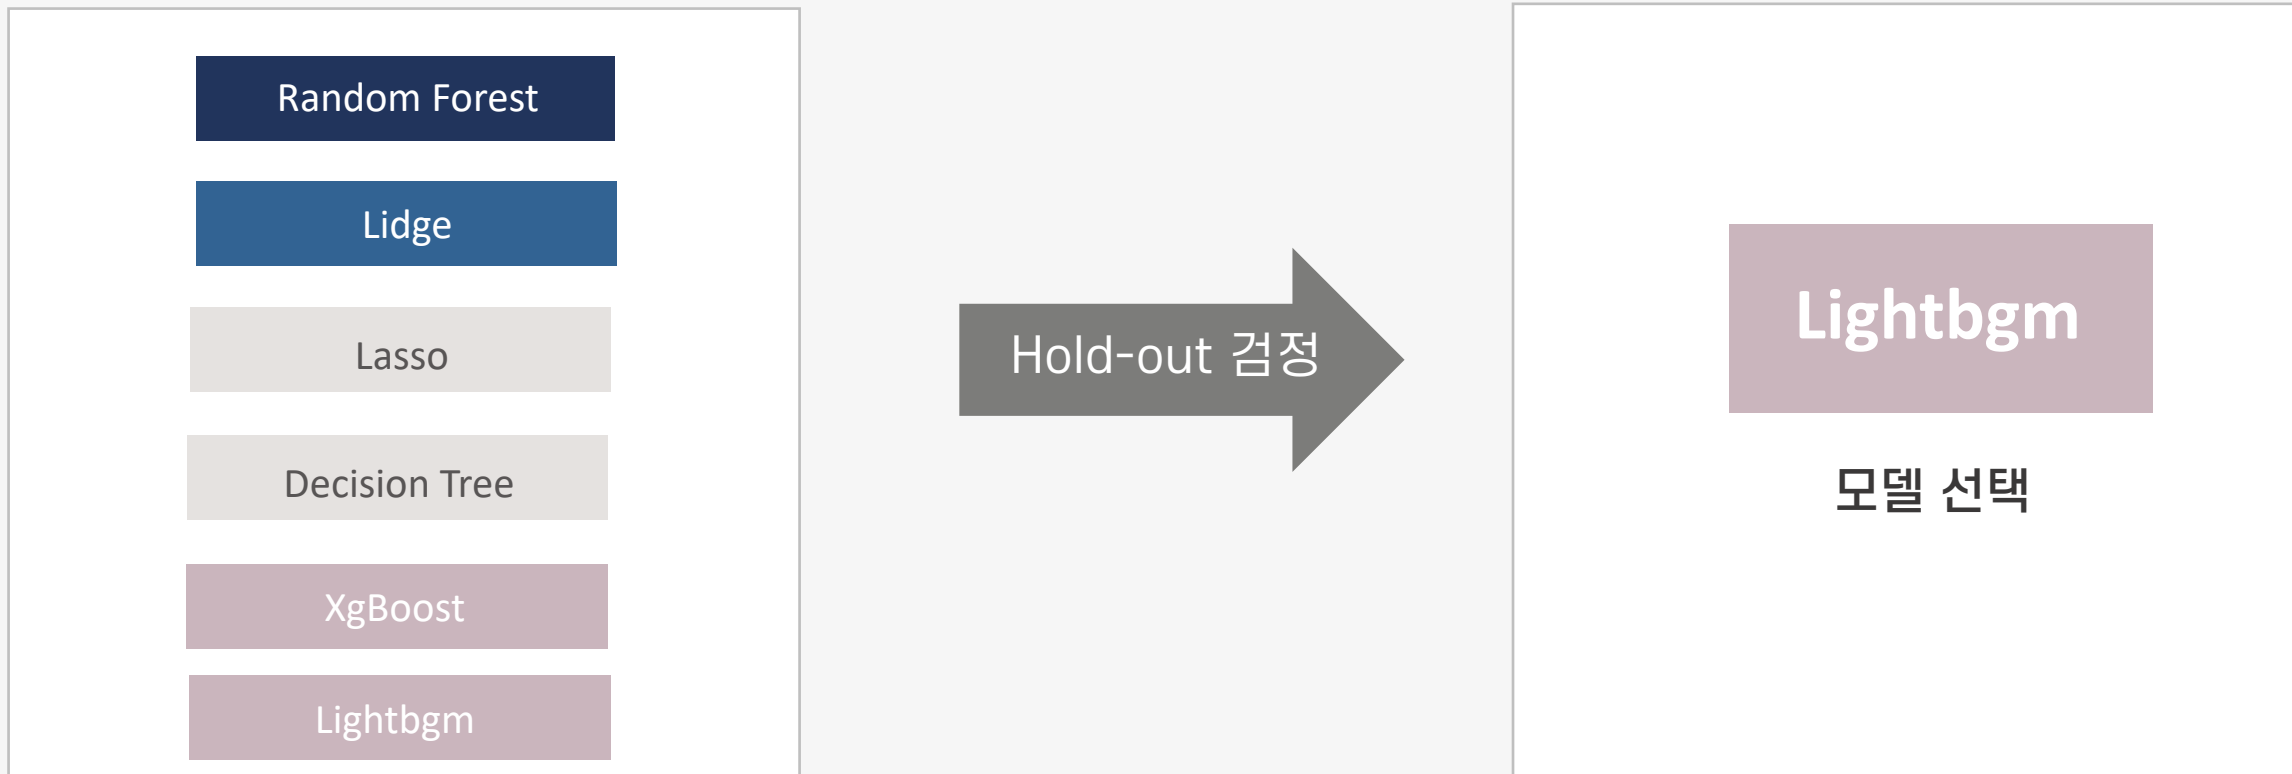 Random Forest
Lidge
Lasso
Decision Tree
XgBoost
Lightbgm
Hold-out 검정
Lightbgm
모델 선택